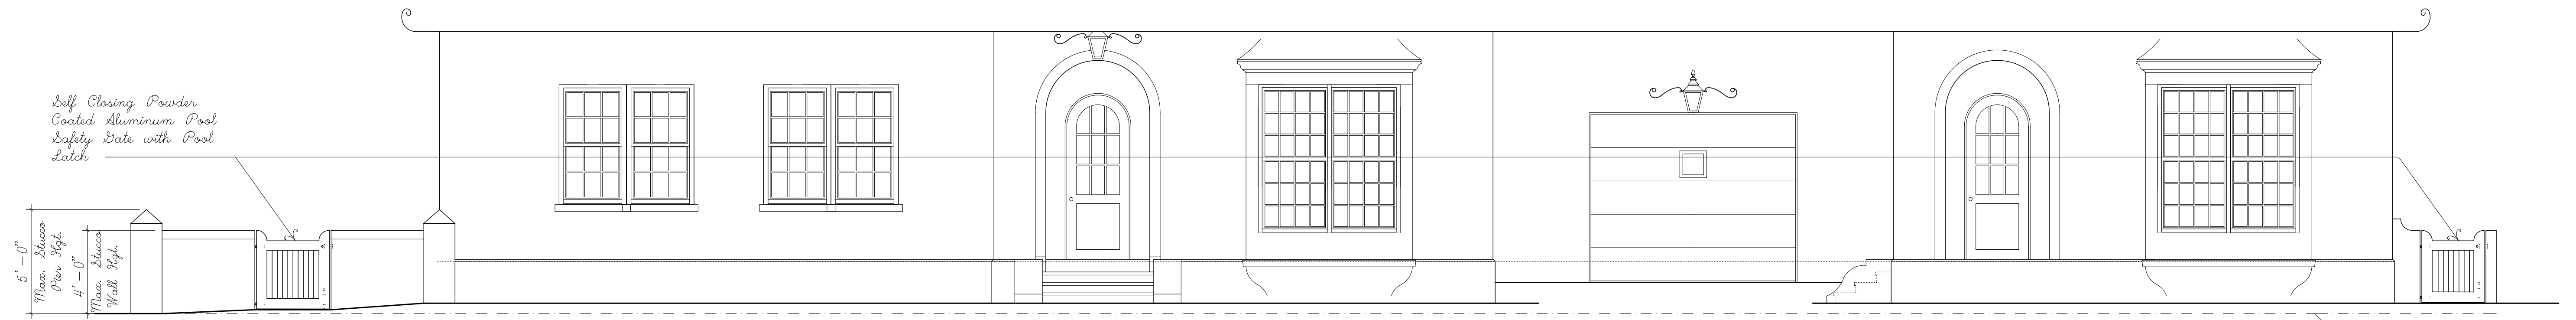 Self Closing Powder
Coated Aluminum Pool
Safety Gate with Pool
Latch
5'-0"
Max. Stucco
Pier Hgt.
4'-0"
Max. Stucco
Wall Hgt.